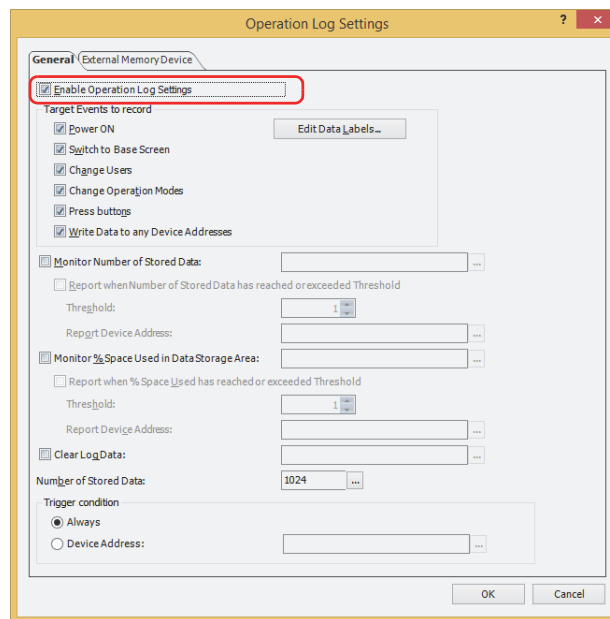 Operation Log Settings
? ×
General External Memory Device
Enable Operation Log Settings
Target Events to record
Power ON Edit Data Labels...
Switch to Base Screen
Change Users
Change Operation Modes
Press buttons
Write Data to any Device Addresses
Monitor Number of Stored Data: ...
Report when Number of Stored Data has reached or exceeded Threshold
Threshold: 1
Report Device Address: ...
Monitor % Space Used in Data Storage Area: ...
Report when % Space Used has reached or exceeded Threshold
Threshold: 1
Report Device Address: ...
Clear Log Data: ...
Number of Stored Data: 1024 ...
Trigger condition
Always
Device Address: ...
OK Cancel